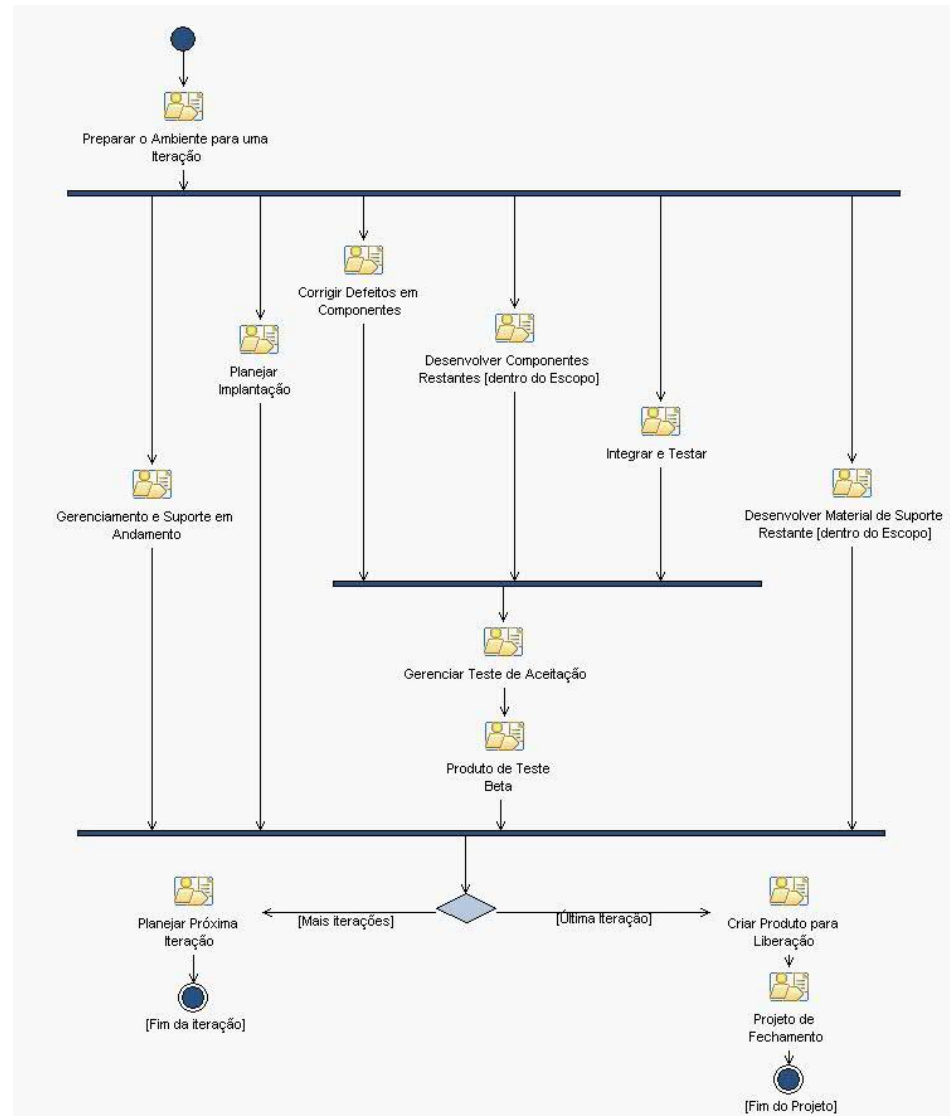 Preparar o Ambiente para uma
Iteração
Corrigir Defeitos em
Componentes
Planejar
Implantação
Desenvolver Componentes
Restantes [dentro do Escopo]
Integrar e Testar
Gerenciamento e Suporte em
Andamento
Desenvolver Material de Suporte
Restante [dentro do Escopo]
Gerenciar Teste de Aceitação
Produto de Teste
Beta
[Mais iterações]
[Última Iteração]
Planejar Próxima
Iteração
Criar Produto para
Liberação
[Fim da iteração]
Projeto de
Fechamento
[Fim do Projeto]